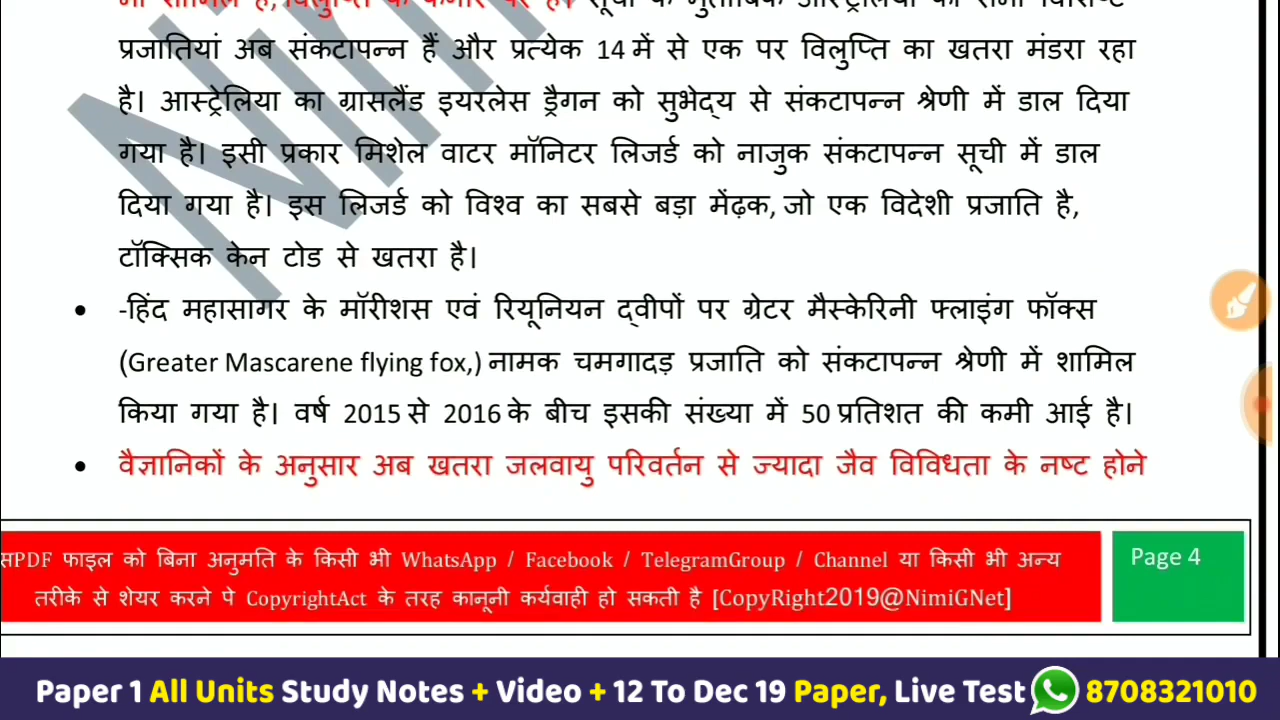 भी शामिल है, विलुप्ति के कगार पर है। सूची के मुताबिक ऑस्ट्रेलिया की सभी विशिष्ट
प्रजातियां अब संकटापन्न हैं और प्रत्येक 14 में से एक पर विलुप्ति का खतरा मंडरा रहा
है। आस्ट्रेलिया का ग्रासलैंड इयरलेस ड्रैगन को सुभेद्य से संकटापन्न श्रेणी में डाल दिया
गया है। इसी प्रकार मिशेल वाटर मॉनिटर लिजर्ड को नाजुक संकटापन्न सूची में डाल
दिया गया है। इस लिजर्ड को विश्व का सबसे बड़ा मेंढ़क, जो एक विदेशी प्रजाति है,
टॉक्सिक केन टोड से खतरा है।
• -हिंद महासागर के मॉरीशस एवं रियूनियन द्वीपों पर ग्रेटर मैस्केरिनी फ्लाइंग फॉक्स
(Greater Mascarene flying fox,) नामक चमगादड़ प्रजाति को संकटापन्न श्रेणी में शामिल
किया गया है। वर्ष 2015 से 2016 के बीच इसकी संख्या में 50 प्रतिशत की कमी आई है।
• वैज्ञानिकों के अनुसार अब खतरा जलवायु परिवर्तन से ज्यादा जैव विविधता के नष्ट होने
सPDF फाइल को बिना अनुमति के किसी भी WhatsApp / Facebook / TelegramGroup / Channel या किसी भी अन्य
तरीके से शेयर करने पे CopyrightAct के तरह कानूनी कर्यवाही हो सकती है [CopyRight2019@NimiGNet]
Page 4
Paper 1 All Units Study Notes + Video + 12 To Dec 19 Paper, Live Test 8708321010